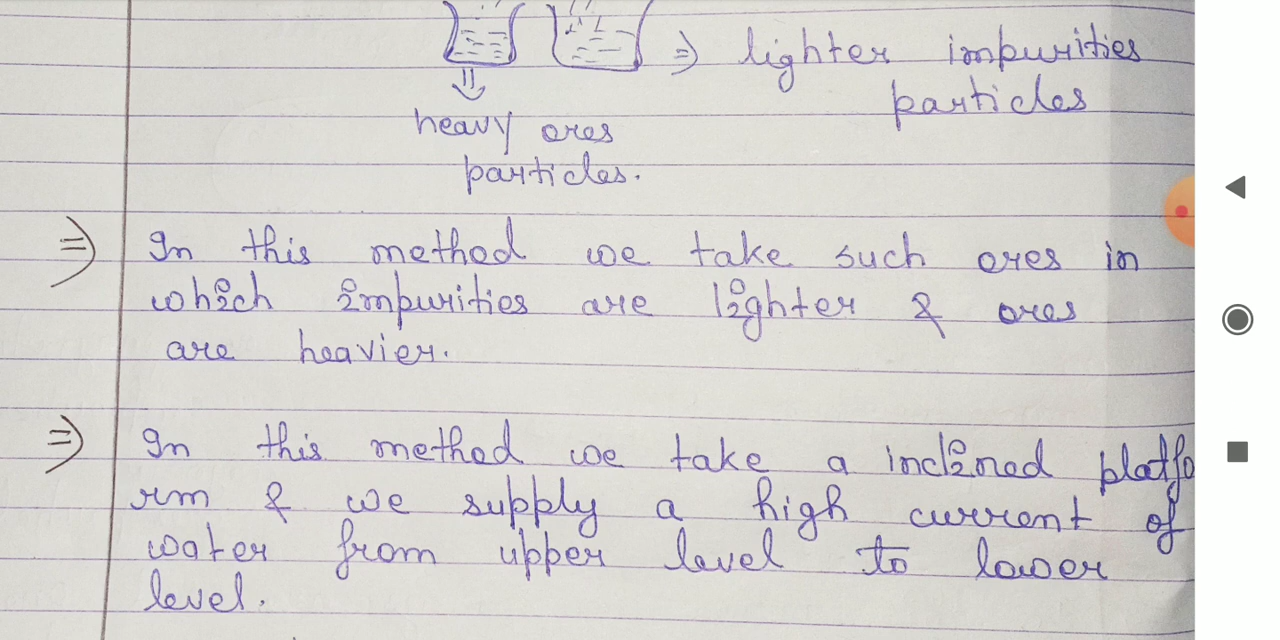 ⇒ lighter impurities
particles
heavy ores
particles.
⇒ In this method we take such ores in
which impurities are lighter & ores
are heavier.
⇒ In this method we take a inclined platfo
rm & we supply a high current of
water from upper level to lower
level.